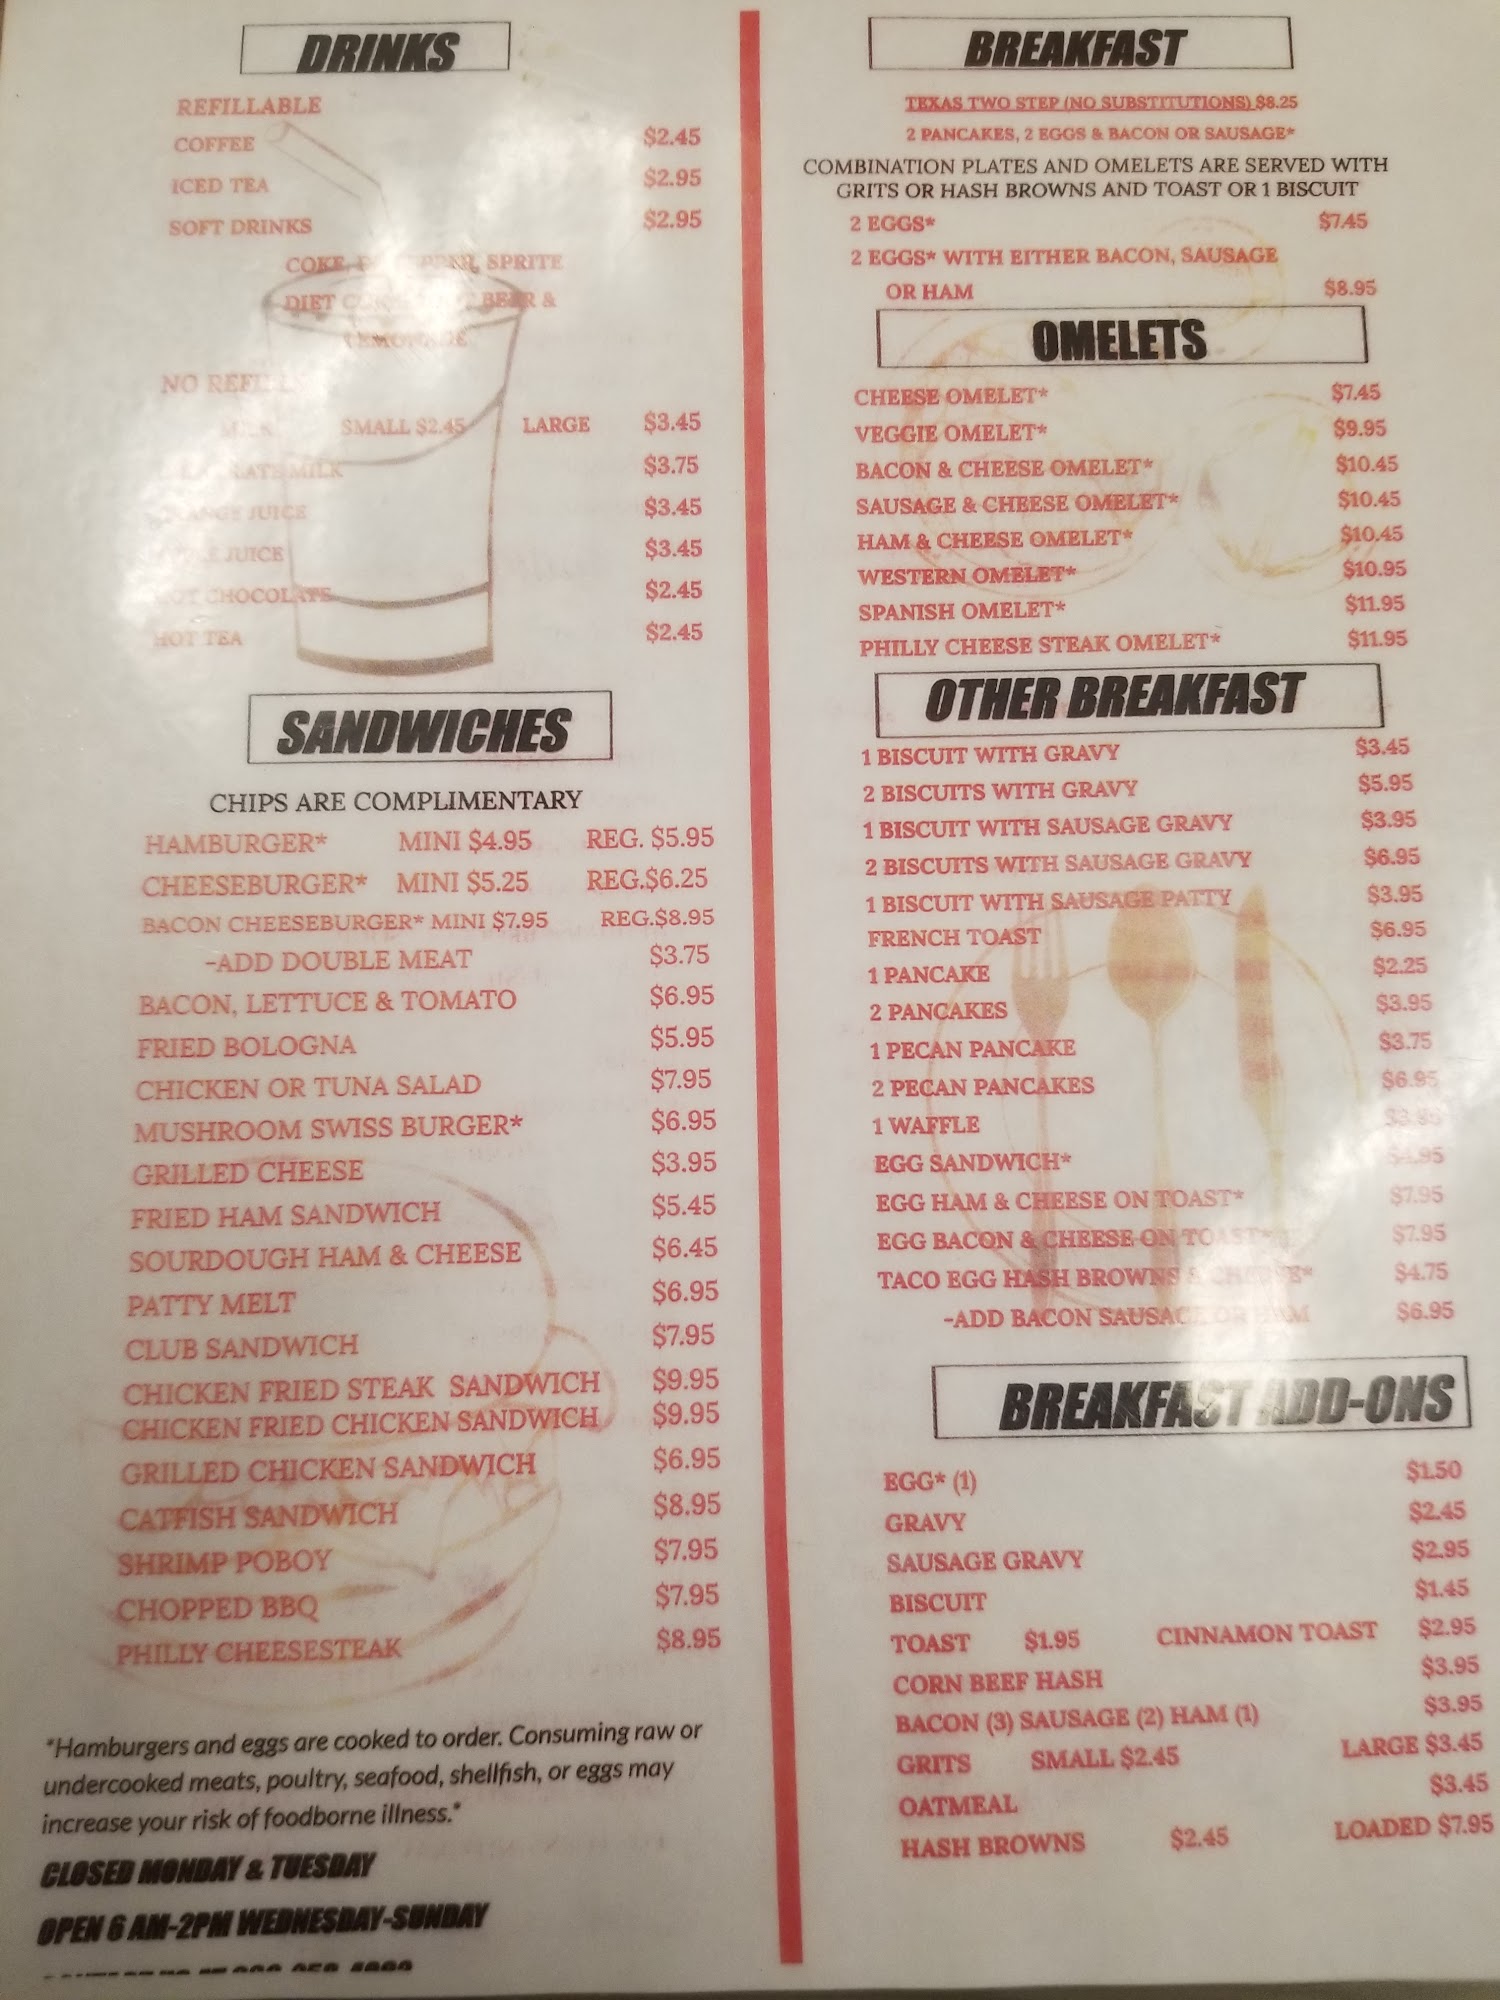 DRINKS
REFILLABLE
COFFEE $2.45
ICED TEA $2.95
SOFT DRINKS $2.95
COKE, SPRITE
DIET BEER &
LEMONADE
NO
MILK SMALL $2.45 LARGE $3.45
MILK $3.75
JUICE $3.45
JUICE $3.45
HOT CHOCOLATE $2.45
HOT TEA $2.45
SANDWICHES
CHIPS ARE COMPLIMENTARY
HAMBURGER* MINI $4.95 REG. $5.95
CHEESEBURGER* MINI $5.25 REG.$6.25
BACON CHEESEBURGER* MINI $7.95 REG.$8.95
-ADD DOUBLE MEAT $3.75
BACON, LETTUCE & TOMATO $6.95
FRIED BOLOGNA $5.95
CHICKEN OR TUNA SALAD $7.95
MUSHROOM SWISS BURGER* $6.95
GRILLED CHEESE $3.95
FRIED HAM SANDWICH $5.45
SOURDOUGH HAM & CHEESE $6.45
PATTY MELT $6.95
CLUB SANDWICH $7.95
CHICKEN FRIED STEAK SANDWICH $9.95
CHICKEN FRIED CHICKEN SANDWICH $9.95
GRILLED CHICKEN SANDWICH $6.95
CATFISH SANDWICH $8.95
SHRIMP POBOY $7.95
CHOPPED BBQ $7.95
PHILLY CHEESESTEAK $8.95
*Hamburgers and eggs are cooked to order. Consuming raw or
undercooked meats, poultry, seafood, shellfish, or eggs may
increase your risk of foodborne illness.*
CLOSED MONDAY & TUESDAY
OPEN 6 AM-2PM WEDNESDAY-SUNDAY
BREAKFAST
TEXAS TWO STEP (NO SUBSTITUTIONS) $8.25
2 PANCAKES, 2 EGGS & BACON OR SAUSAGE*
COMBINATION PLATES AND OMELETS ARE SERVED WITH
GRITS OR HASH BROWNS AND TOAST OR 1 BISCUIT
2 EGGS* $7.45
2 EGGS* WITH EITHER BACON, SAUSAGE
OR HAM $8.95
OMELETS
CHEESE OMELET* $7.45
VEGGIE OMELET* $9.95
BACON & CHEESE OMELET* $10.45
SAUSAGE & CHEESE OMELET* $10.45
HAM & CHEESE OMELET* $10.45
WESTERN OMELET* $10.95
SPANISH OMELET* $11.95
PHILLY CHEESE STEAK OMELET* $11.95
OTHER BREAKFAST
1 BISCUIT WITH GRAVY $3.45
2 BISCUITS WITH GRAVY $5.95
1 BISCUIT WITH SAUSAGE GRAVY $3.95
2 BISCUITS WITH SAUSAGE GRAVY $6.95
1 BISCUIT WITH SAUSAGE PATTY $3.95
FRENCH TOAST $6.95
1 PANCAKE $2.25
2 PANCAKES $3.95
1 PECAN PANCAKE $3.75
2 PECAN PANCAKES $6.95
1 WAFFLE
EGG SANDWICH* $4.95
EGG HAM & CHEESE ON TOAST* $7.95
EGG BACON & CHEESE ON TOAST* $7.95
TACO EGG HASH BROWNS & CHEESE* $4.75
-ADD BACON SAUSAGE OR HAM $6.95
BREAKFAST ADD-ONS
EGG* (1) $1.50
GRAVY $2.45
SAUSAGE GRAVY $2.95
BISCUIT $1.45
TOAST $1.95 CINNAMON TOAST $2.95
CORN BEEF HASH $3.95
BACON (3) SAUSAGE (2) HAM (1) $3.95
GRITS SMALL $2.45 LARGE $3.45
OATMEAL $3.45
HASH BROWNS $2.45 LOADED $7.95